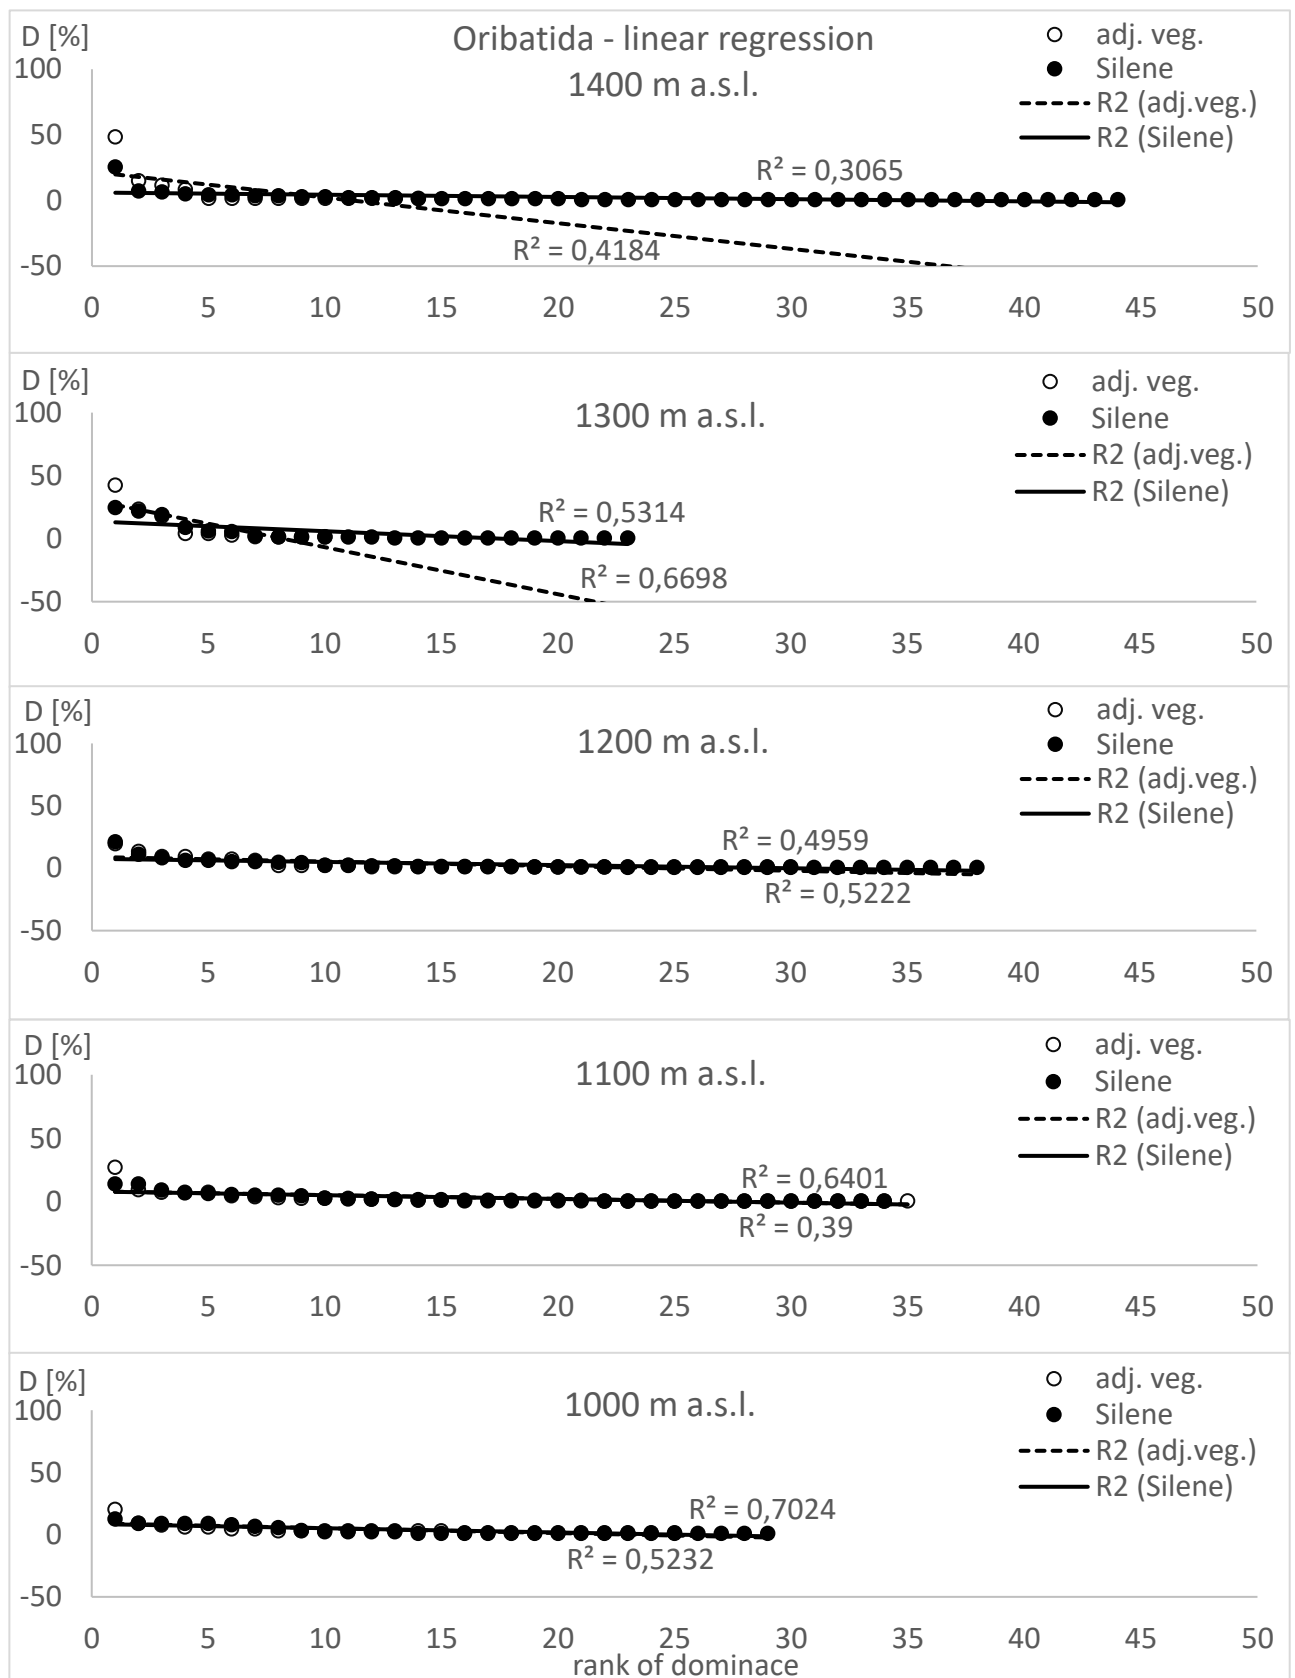 D [%]
Oribatida - linear regression
1400 m a.s.l.
adj. veg.
Silene
R2 (adj.veg.)
R2 (Silene)
100
50
0
-50
R² = 0,3065
R² = 0,4184
0 5 10 15 20 25 30 35 40 45 50
D [%]
1300 m a.s.l.
adj. veg.
Silene
R2 (adj.veg.)
R2 (Silene)
100
50
0
-50
R² = 0,5314
R² = 0,6698
0 5 10 15 20 25 30 35 40 45 50
D [%]
1200 m a.s.l.
adj. veg.
Silene
R2 (adj.veg.)
R2 (Silene)
100
50
0
-50
R² = 0,4959
R² = 0,5222
0 5 10 15 20 25 30 35 40 45 50
D [%]
1100 m a.s.l.
adj. veg.
Silene
R2 (adj.veg.)
R2 (Silene)
100
50
0
-50
R² = 0,6401
R² = 0,39
0 5 10 15 20 25 30 35 40 45 50
D [%]
1000 m a.s.l.
adj. veg.
Silene
R2 (adj.veg.)
R2 (Silene)
100
50
0
-50
R² = 0,7024
R² = 0,5232
0 5 10 15 20 25 30 35 40 45 50
rank of dominace